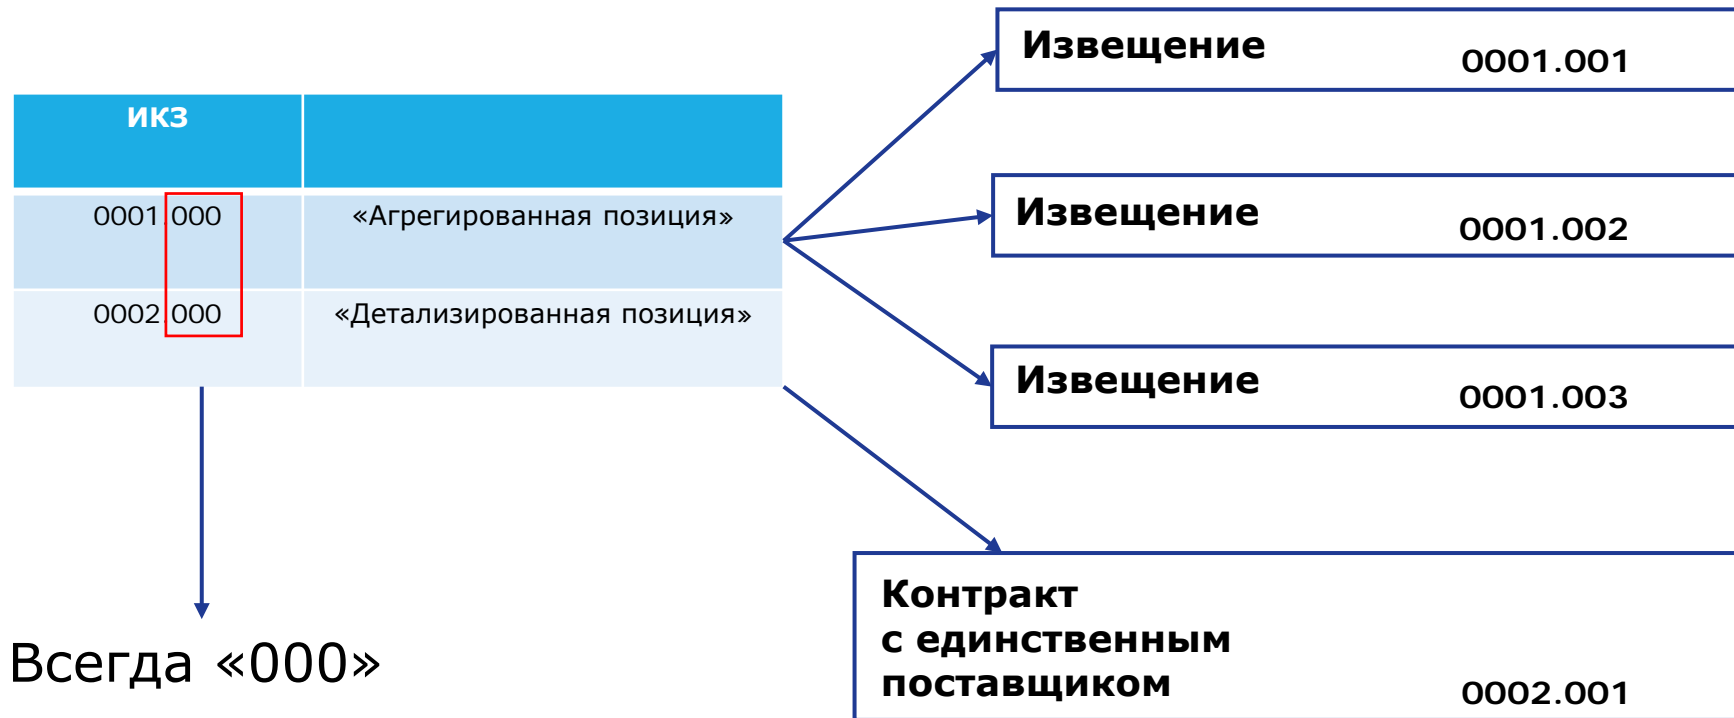 ИКЗ
0001.000 «Агрегированная позиция»
0002.000 «Детализированная позиция»
Всегда «000»
Извещение 0001.001
Извещение 0001.002
Извещение 0001.003
Контракт
с единственным
поставщиком 0002.001